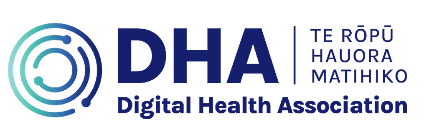 DHA
TE RŌPŪ
HAUORA
MATIHIKO
Digital Health Association